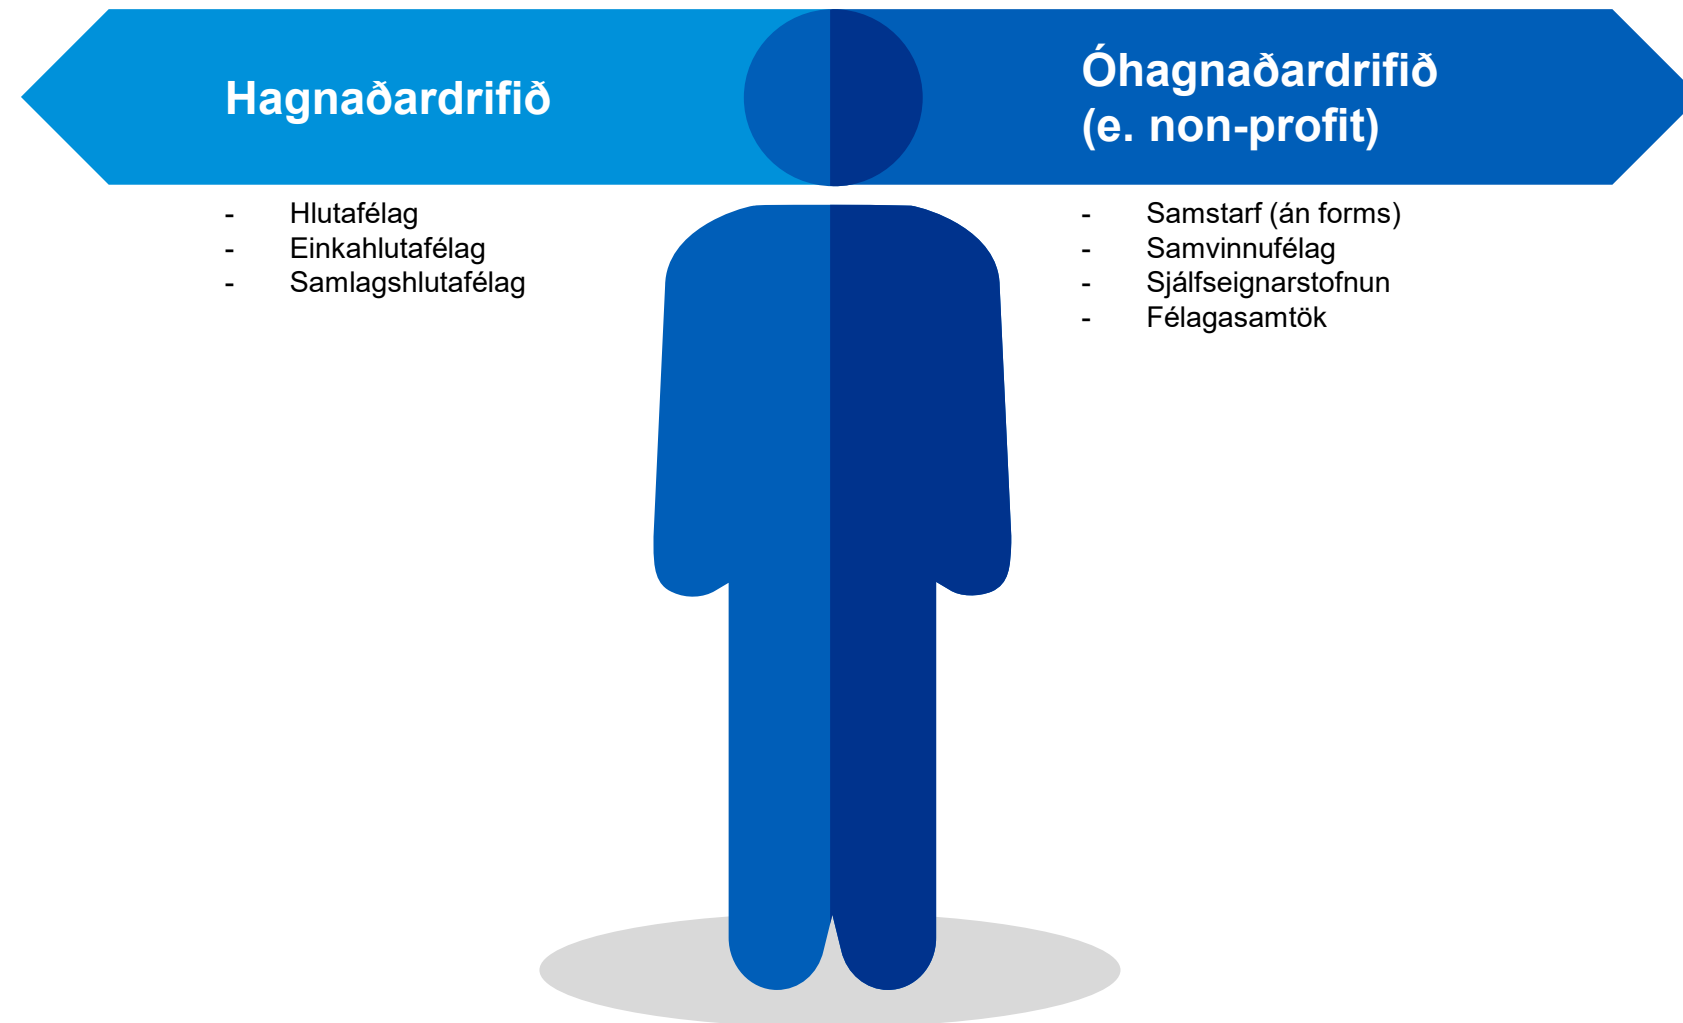 Hagnaðardrifið
- Hlutafélag
- Einkahlutafélag
- Samlagshlutafélag
Óhagnaðardrifið
(e. non-profit)
- Samstarf (án forms)
- Samvinnufélag
- Sjálfseignarstofnun
- Félagasamtök